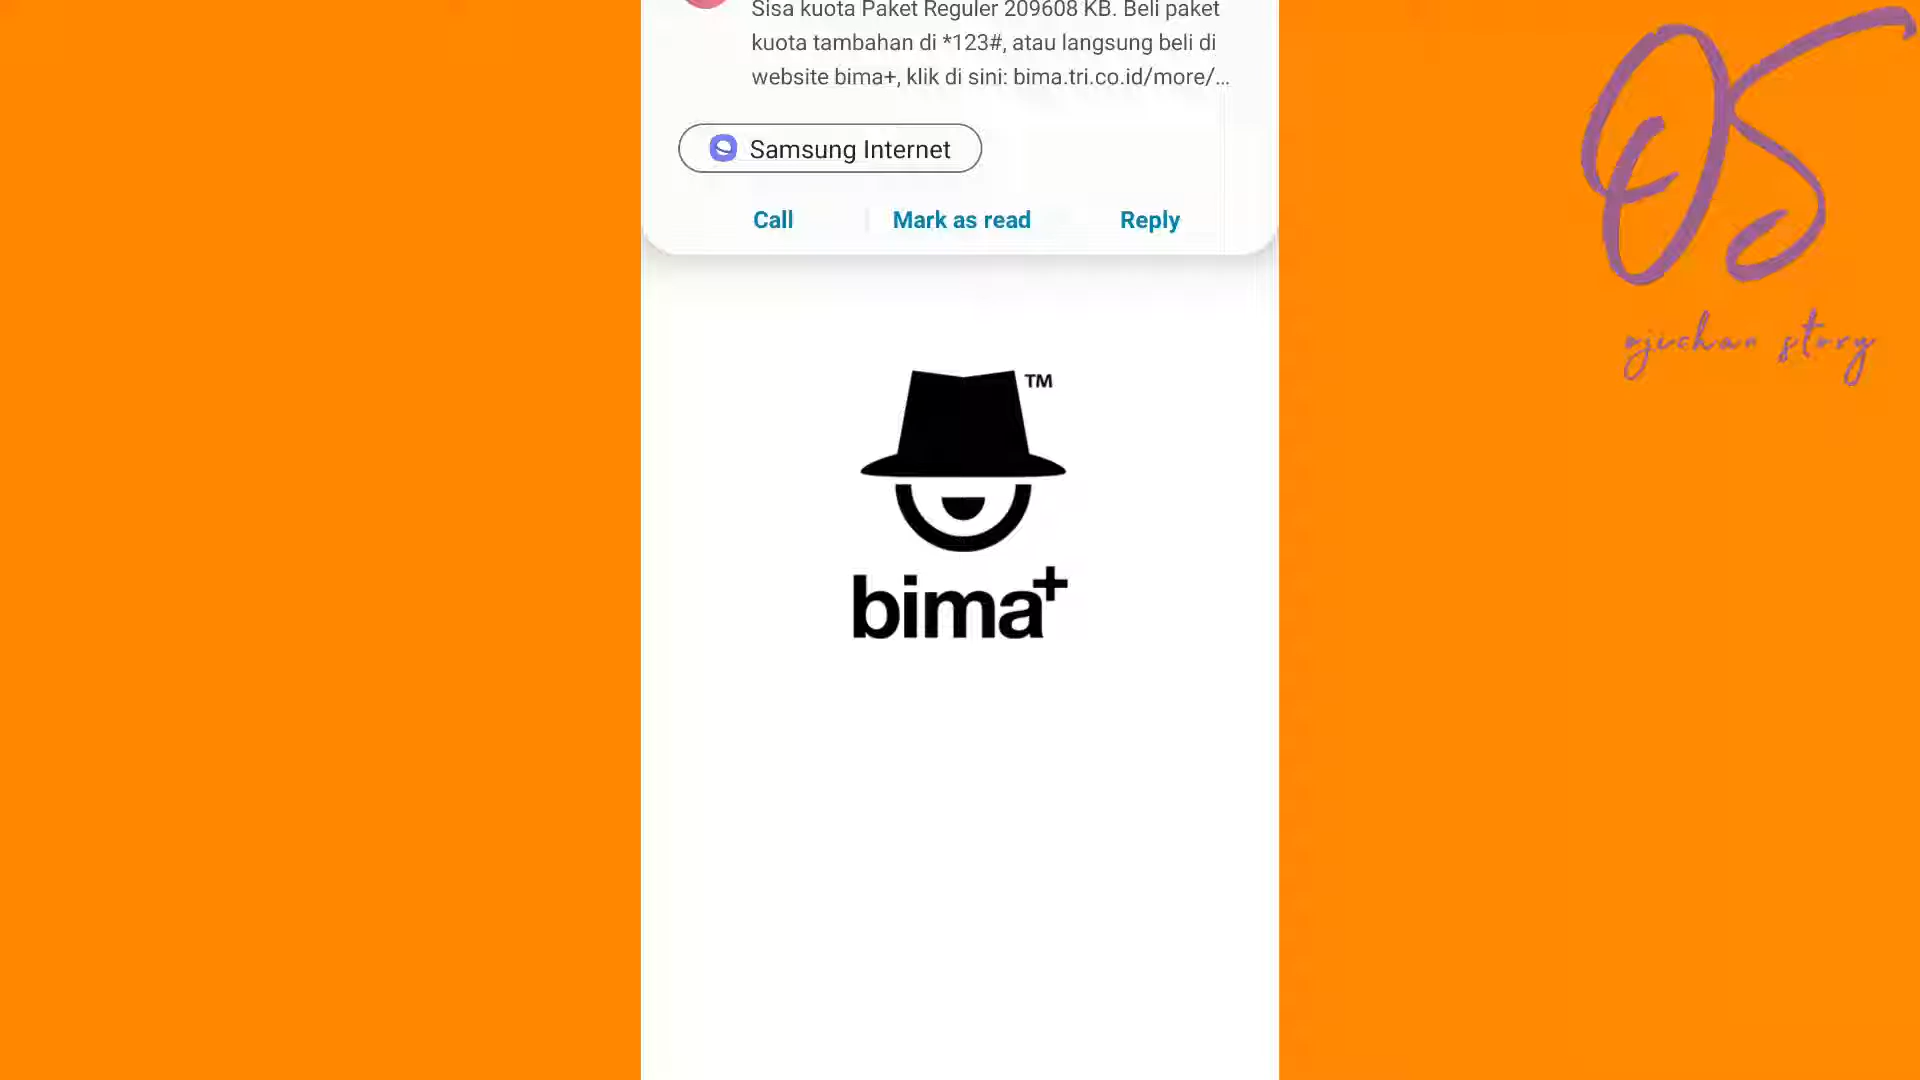 Sisa kuota Paket Reguler 209608 KB. Beli paket
kuota tambahan di *123#, atau langsung beli di
website bima+, klik di sini: bima.tri.co.id/more/...
Samsung Internet
Call
Mark as read
Reply
TM
bima+
OS
ojuchan story